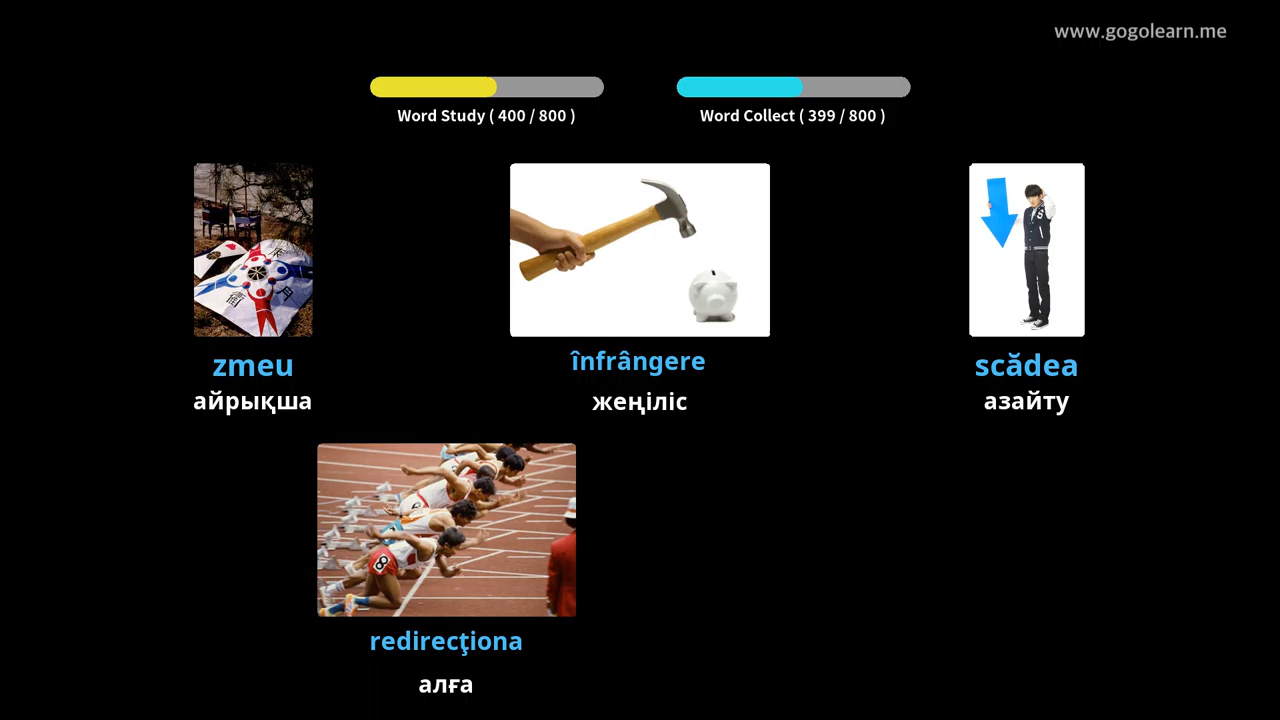 www.gogolearn.me
Word Study ( 400 / 800 )
Word Collect ( 399 / 800 )
zmeu
айрықша
înfrângere
жеңіліс
scădea
азайту
8
redirecţiona
алға